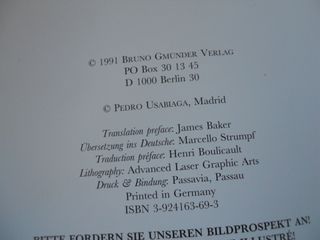 © 1991 BRUNO GMÜNDER VERLAG
PO Box 30 13 45
D 1000 Berlin 30
© PEDRO USABIAGA, Madrid
Translation preface: James Baker
Übersetzung ins Deutsche: Marcello Strumpf
Traduction préface: Henri Boulicault
Lithography: Advanced Laser Graphic Arts
Druck & Bindung: Passavia, Passau
Printed in Germany
ISBN 3-924163-69-3
BITTE FORDERN SIE UNSEREN BILDPROSPEKT AN!
ILLUSTRÉ!